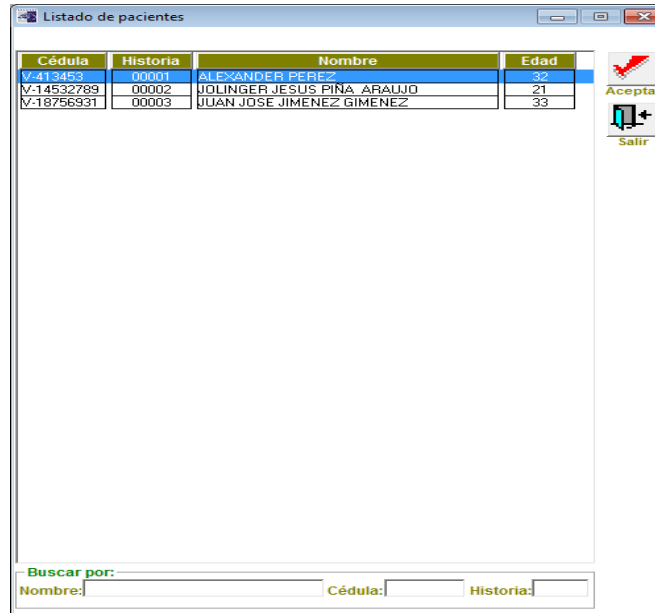 Listado de pacientes
Cédula Historia Nombre Edad
V-413453 00001 ALEXANDER PEREZ 32
V-14532789 00002 JOLINGER JESUS PIÑA ARAUJO 21
V-18756931 00003 JUAN JOSE JIMENEZ GIMENEZ 33
Acepta
Salir
Buscar por:
Nombre: Cédula: Historia: